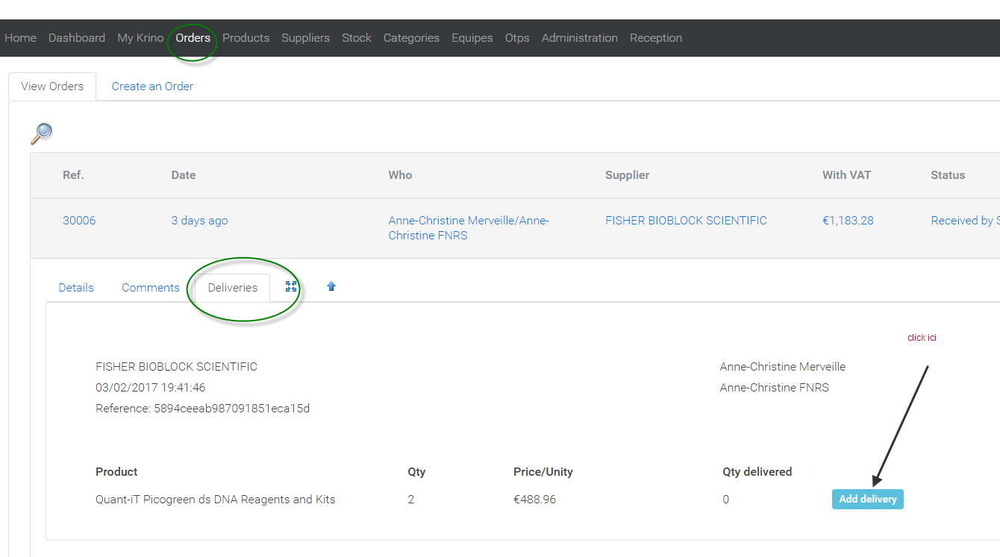 Home Dashboard My Krino Orders Products Suppliers Stock Categories Equipes Otps Administration Reception
View Orders Create an Order
Ref. Date Who Supplier With VAT Status
30006 3 days ago Anne-Christine Merveille/Anne- FISHER BIOBLOCK SCIENTIFIC €1,183.28 Received by S
Christine FNRS
Details Comments Deliveries
click ici
FISHER BIOBLOCK SCIENTIFIC Anne-Christine Merveille
03/02/2017 19:41:46 Anne-Christine FNRS
Reference: 5894ceeab987091851eca15d
Product Qty Price/Unity Qty delivered
Quant-iT Picogreen ds DNA Reagents and Kits 2 €488.96 0 Add delivery